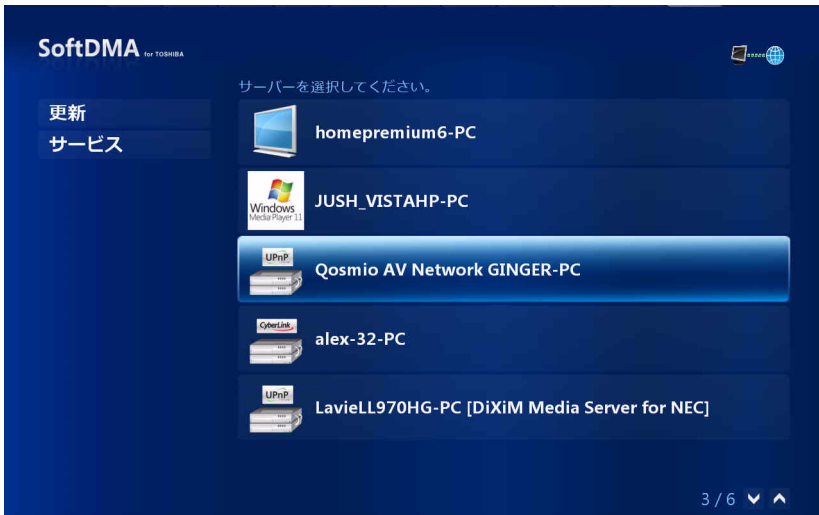 SoftDMA for TOSHIBA
サーバーを選択してください。
更新
サービス
homepremium6-PC
Windows
Media Player 11
JUSH_VISTAHP-PC
UPnP
Qosmio AV Network GINGER-PC
CyberLink
alex-32-PC
UPnP
LavieLL970HG-PC [DiXiM Media Server for NEC]
3 / 6